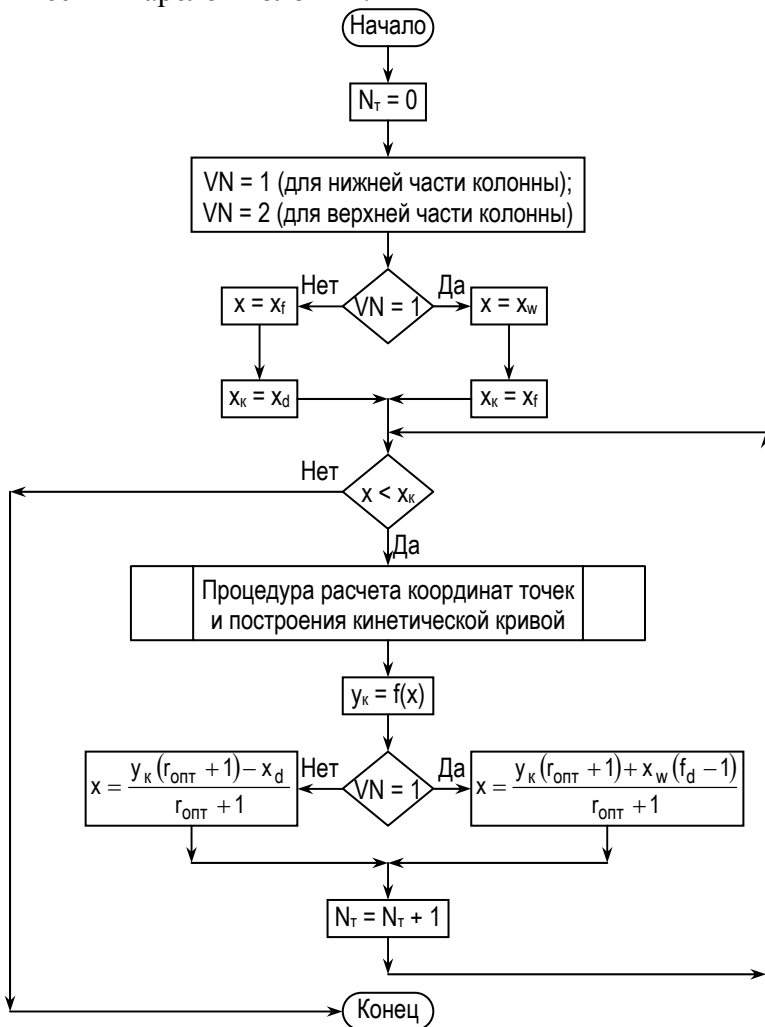 Начало
Nт = 0
VN = 1 (для нижней части колонны);
VN = 2 (для верхней части колонны)
Нет
Да
x = xf
VN = 1
x = xw
xк = xd
xк = xf
Нет
x < xк
Да
Процедура расчета координат точек
и построения кинетической кривой
yк = f(x)
x = (yк(rопт + 1) − xd) / (rопт + 1)
Нет
VN = 1
Да
x = (yк(rопт + 1) + xw(fd − 1)) / (rопт + 1)
Nт = Nт + 1
Конец